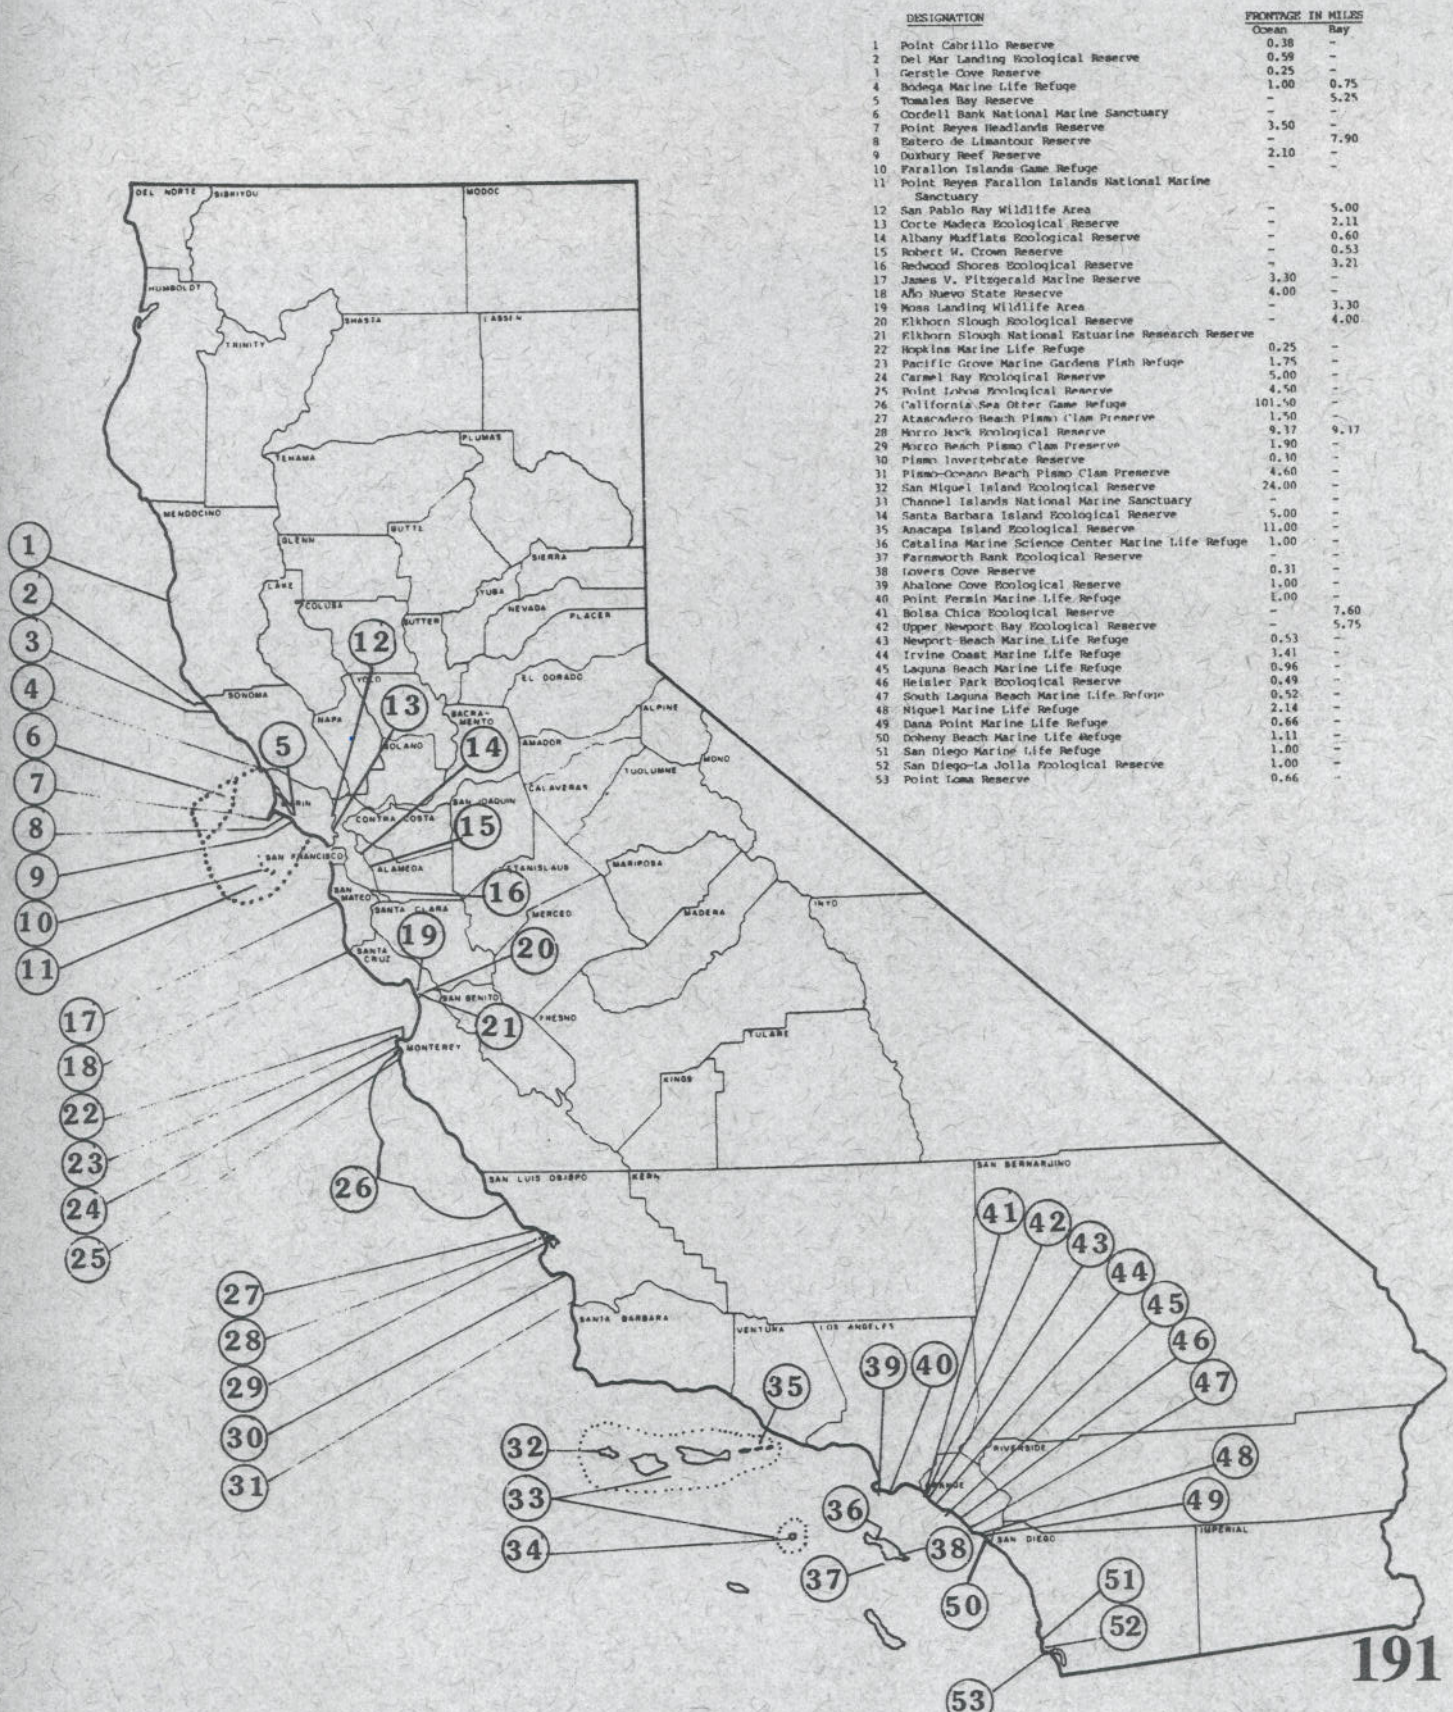 DESIGNATION FRONTAGE IN MILES
Ocean Bay
1 Point Cabrillo Reserve 0.38 -
2 Del Mar Landing Ecological Reserve 0.59 -
3 Gerstle Cove Reserve 0.25 -
4 Bodega Marine Life Refuge 1.00 0.75
5 Tomales Bay Reserve - 5.25
6 Cordell Bank National Marine Sanctuary - -
7 Point Reyes Headlands Reserve 3.50 -
8 Estero de Limantour Reserve - 7.90
9 Duxbury Reef Reserve 2.10 -
10 Farallon Islands Game Refuge - -
11 Point Reyes Farallon Islands National Marine
Sanctuary
12 San Pablo Bay Wildlife Area - 5.00
13 Corte Madera Ecological Reserve - 2.11
14 Albany Mudflats Ecological Reserve - 0.60
15 Robert W. Crown Reserve - 0.53
16 Redwood Shores Ecological Reserve - 3.21
17 James V. Fitzgerald Marine Reserve 3.30 -
18 Año Nuevo State Reserve 4.00 -
19 Moss Landing Wildlife Area - 3.30
20 Elkhorn Slough Ecological Reserve - 4.00
21 Elkhorn Slough National Estuarine Research Reserve
22 Hopkins Marine Life Refuge 0.25 -
23 Pacific Grove Marine Gardens Fish Refuge 1.75 -
24 Carmel Bay Ecological Reserve 5.00 -
25 Point Lobos Ecological Reserve 4.50 -
26 California Sea Otter Game Refuge 101.50 -
27 Atascadero Beach Pismo Clam Preserve 1.50 -
28 Morro Rock Ecological Reserve 9.37 9.37
29 Morro Beach Pismo Clam Preserve 1.90 -
30 Pismo Invertebrate Reserve 0.30 -
31 Pismo-Oceano Beach Pismo Clam Preserve 4.60 -
32 San Miguel Island Ecological Reserve 24.00 -
33 Channel Islands National Marine Sanctuary - -
34 Santa Barbara Island Ecological Reserve 5.00 -
35 Anacapa Island Ecological Reserve 11.00 -
36 Catalina Marine Science Center Marine Life Refuge 1.00 -
37 Farnsworth Bank Ecological Reserve - -
38 Lovers Cove Reserve 0.31 -
39 Abalone Cove Ecological Reserve 1.00 -
40 Point Fermin Marine Life Refuge 1.00 -
41 Bolsa Chica Ecological Reserve - 7.60
42 Upper Newport Bay Ecological Reserve - 5.75
43 Newport Beach Marine Life Refuge 0.53 -
44 Irvine Coast Marine Life Refuge 3.41 -
45 Laguna Beach Marine Life Refuge 0.96 -
46 Heisler Park Ecological Reserve 0.49 -
47 South Laguna Beach Marine Life Refuge 0.52 -
48 Niguel Marine Life Refuge 2.14 -
49 Dana Point Marine Life Refuge 0.66 -
50 Doheny Beach Marine Life Refuge 1.11 -
51 San Diego Marine Life Refuge 1.00 -
52 San Diego-La Jolla Ecological Reserve 1.00 -
53 Point Loma Reserve 0.66 -
DEL NORTE
SISKIYOU
MODOC
HUMBOLDT
TRINITY
SHASTA
LASSEN
TEHAMA
PLUMAS
MENDOCINO
GLENN
BUTTE
SIERRA
LAKE
COLUSA
SUTTER
YUBA
NEVADA
PLACER
SONOMA
NAPA
YOLO
SACRA-
MENTO
EL DORADO
SOLANO
AMADOR
ALPINE
MONO
TUOLUMNE
CALAVERAS
MARIN
CONTRA COSTA
SAN JOAQUIN
SAN FRANCISCO
ALAMEDA
STANISLAUS
MARIPOSA
SAN
MATEO
SANTA CLARA
MERCED
MADERA
INYO
SANTA
CRUZ
SAN BENITO
FRESNO
MONTEREY
TULARE
KINGS
SAN LUIS OBISPO
KERN
SAN BERNARDINO
SANTA BARBARA
VENTURA
LOS ANGELES
RIVERSIDE
ORANGE
SAN DIEGO
IMPERIAL
1
2
3
4
5
6
7
8
9
10
11
12
13
14
15
16
17
18
19
20
21
22
23
24
25
26
27
28
29
30
31
32
33
34
35
36
37
38
39
40
41
42
43
44
45
46
47
48
49
50
51
52
53
191